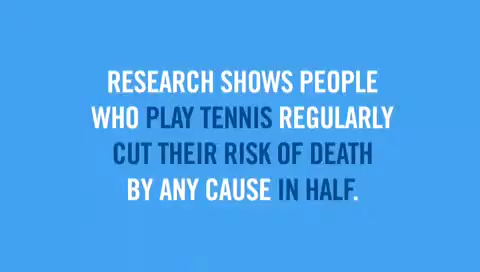 RESEARCH SHOWS PEOPLE
WHO PLAY TENNIS REGULARLY
CUT THEIR RISK OF DEATH
BY ANY CAUSE IN HALF.